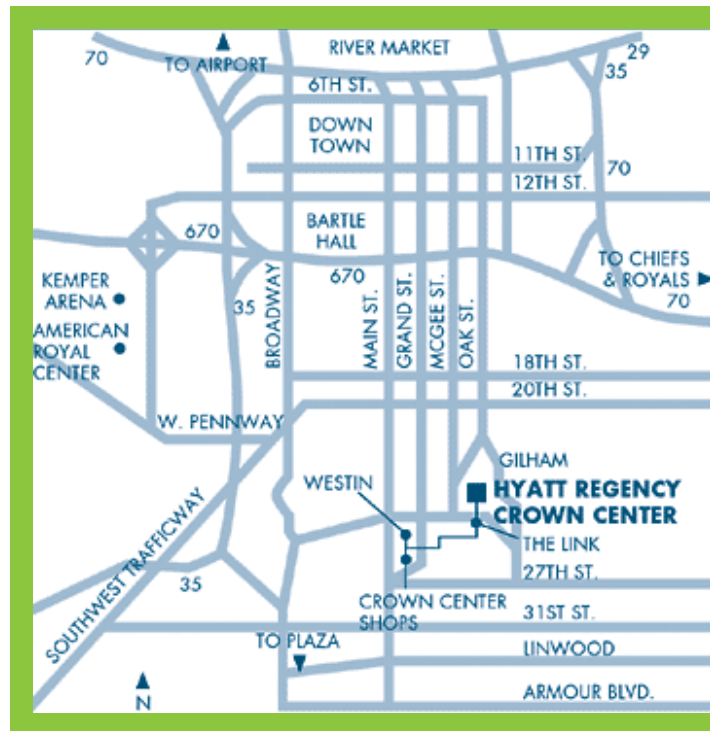 RIVER MARKET
29
70
TO AIRPORT
35
6TH ST.
DOWN
TOWN
11TH ST.
70
12TH ST.
BARTLE
HALL
670
TO CHIEFS
& ROYALS
670
70
KEMPER
ARENA
35
BROADWAY
MAIN ST.
GRAND ST.
MCGEE ST.
OAK ST.
AMERICAN
ROYAL
CENTER
18TH ST.
20TH ST.
W. PENNWAY
GILHAM
WESTIN
HYATT REGENCY
CROWN CENTER
THE LINK
SOUTHWEST TRAFFICWAY
35
27TH ST.
CROWN CENTER
SHOPS
31ST ST.
TO PLAZA
LINWOOD
N
ARMOUR BLVD.